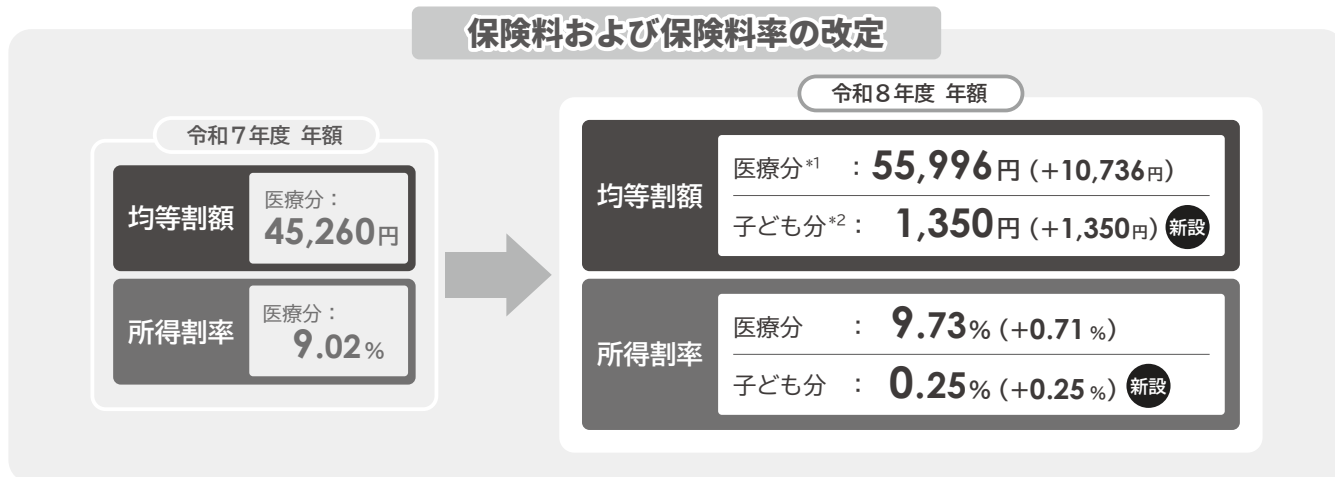 保険料および保険料率の改定
令和7年度 年額
均等割額
医療分：
45,260円
所得割率
医療分：
9.02%
令和8年度 年額
均等割額
医療分*1 ： 55,996円 (+10,736円)
子ども分*2 ： 1,350円 (+1,350円) 新設
所得割率
医療分 ： 9.73% (+0.71%)
子ども分 ： 0.25% (+0.25%) 新設